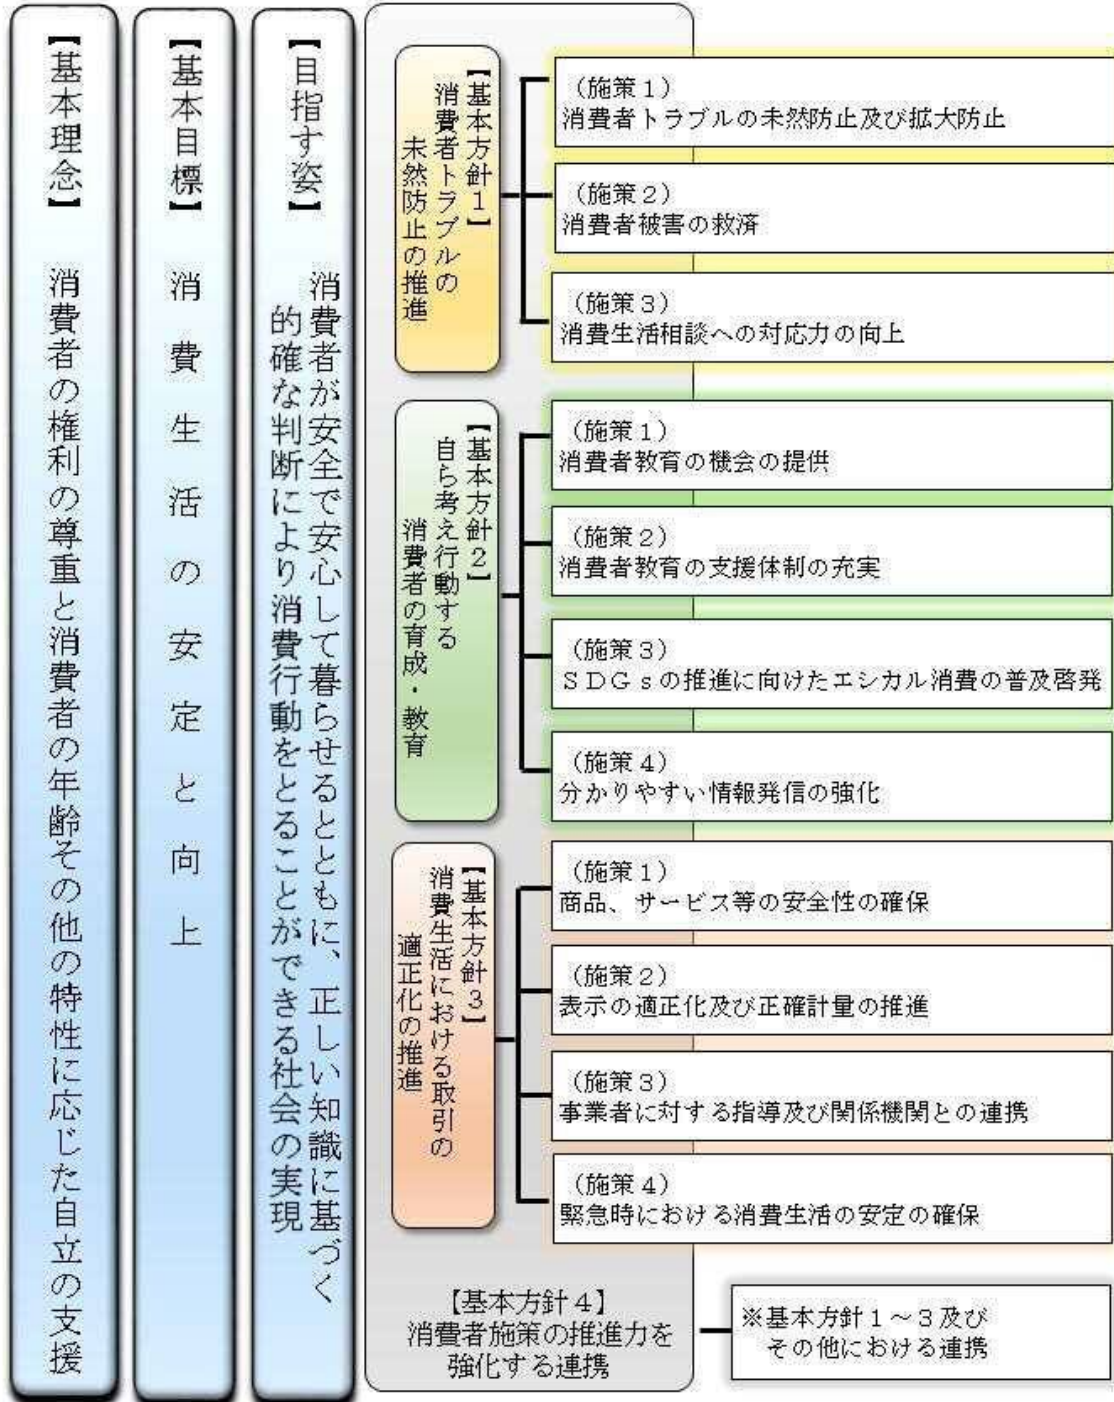 【基本理念】 消費者の権利の尊重と消費者の年齢その他の特性に応じた自立の支援
【基本目標】 消費生活の安定と向上
【目指す姿】 消費者が安全で安心して暮らせるとともに、正しい知識に基づく
的確な判断により消費行動をとることができる社会の実現
【基本方針1】
消費者トラブルの
未然防止の推進
（施策１）
消費者トラブルの未然防止及び拡大防止
（施策２）
消費者被害の救済
（施策３）
消費生活相談への対応力の向上
【基本方針2】
自ら考え行動する
消費者の育成・教育
（施策１）
消費者教育の機会の提供
（施策２）
消費者教育の支援体制の充実
（施策３）
ＳＤＧｓの推進に向けたエシカル消費の普及啓発
（施策４）
分かりやすい情報発信の強化
【基本方針3】
消費生活における取引の
適正化の推進
（施策１）
商品、サービス等の安全性の確保
（施策２）
表示の適正化及び正確計量の推進
（施策３）
事業者に対する指導及び関係機関との連携
（施策４）
緊急時における消費生活の安定の確保
【基本方針４】
消費者施策の推進力を
強化する連携
※基本方針１～３及び
その他における連携